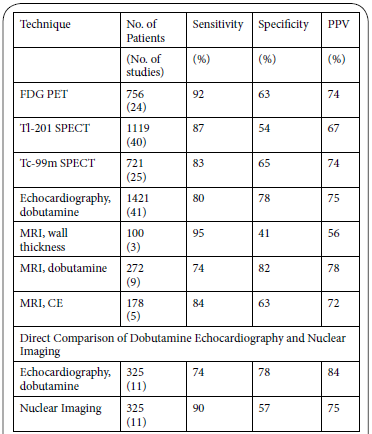 Technique No. of Sensitivity Specificity PPV
Patients
(No. of (%) (%) (%)
studies)
FDG PET 756 92 63 74
(24)
Tl-201 SPECT 1119 87 54 67
(40)
Tc-99m SPECT 721 83 65 74
(25)
Echocardiography, 1421 80 78 75
dobutamine (41)
MRI, wall 100 95 41 56
thickness (3)
MRI, dobutamine 272 74 82 78
(9)
MRI, CE 178 84 63 72
(5)
Direct Comparison of Dobutamine Echocardiography and Nuclear
Imaging
Echocardiography, 325 74 78 84
dobutamine (11)
Nuclear Imaging 325 90 57 75
(11)